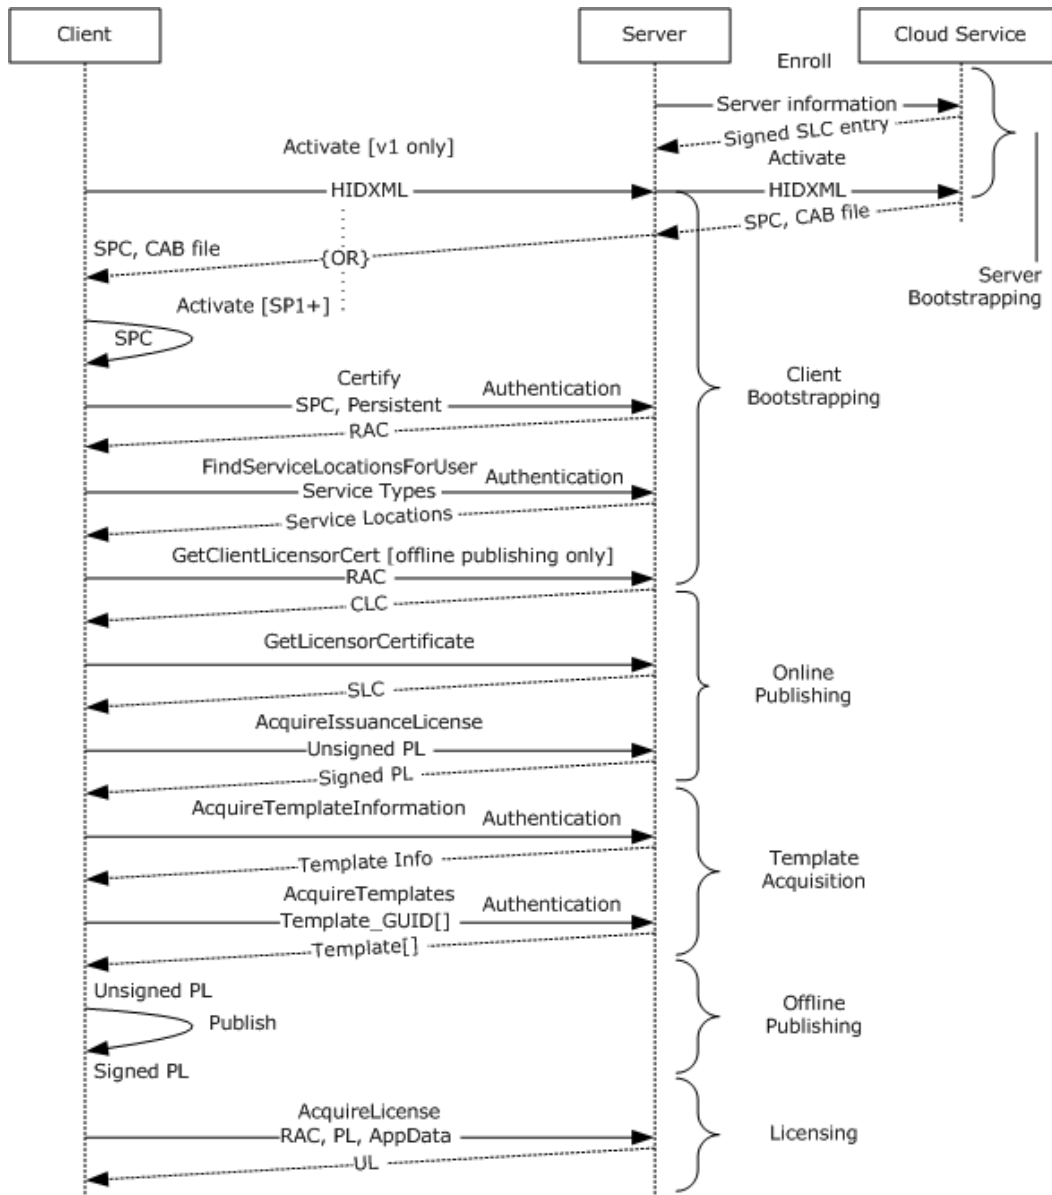 Client
Server
Cloud Service
Enroll
Server information
Signed SLC entry
Activate [v1 only]
Activate
HIDXML
HIDXML
SPC, CAB file
SPC, CAB file
{OR}
Server
Bootstrapping
Activate [SP1+]
SPC
Client
Bootstrapping
Certify
Authentication
SPC, Persistent
RAC
FindServiceLocationsForUser
Authentication
Service Types
Service Locations
GetClientLicensorCert [offline publishing only]
RAC
CLC
GetLicensorCertificate
SLC
Online
Publishing
AcquireIssuanceLicense
Unsigned PL
Signed PL
AcquireTemplateInformation
Authentication
Template Info
Template
Acquisition
AcquireTemplates
Authentication
Template_GUID[]
Template[]
Unsigned PL
Publish
Signed PL
Offline
Publishing
AcquireLicense
RAC, PL, AppData
UL
Licensing